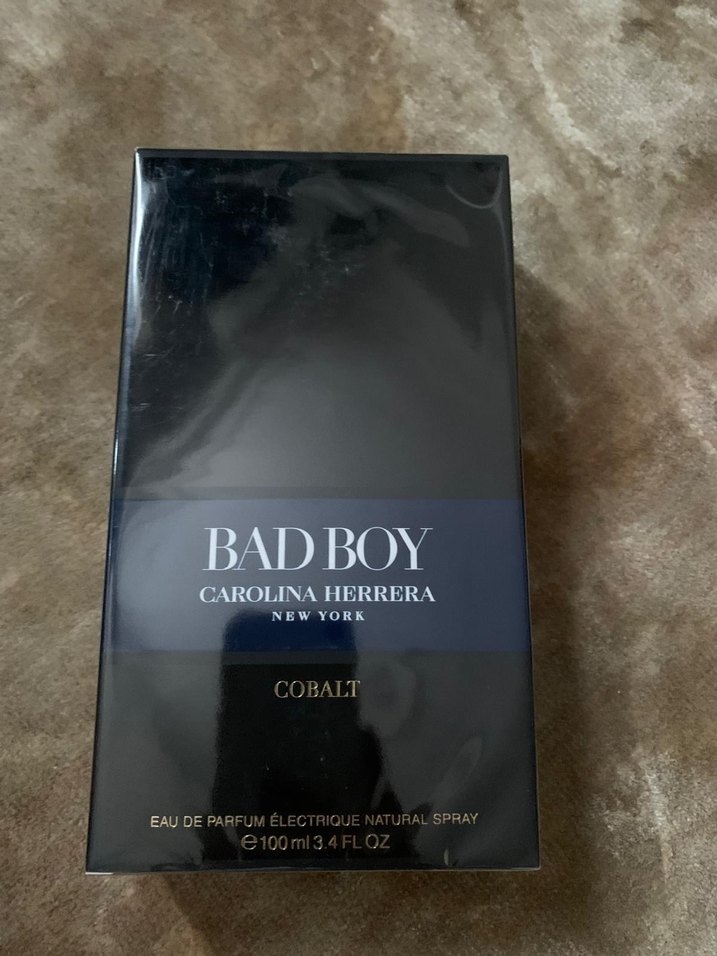 BAD BOY
CAROLINA HERRERA
NEW YORK
COBALT
EAU DE PARFUM ÉLECTRIQUE NATURAL SPRAY
℮100 ml 3.4 FL OZ